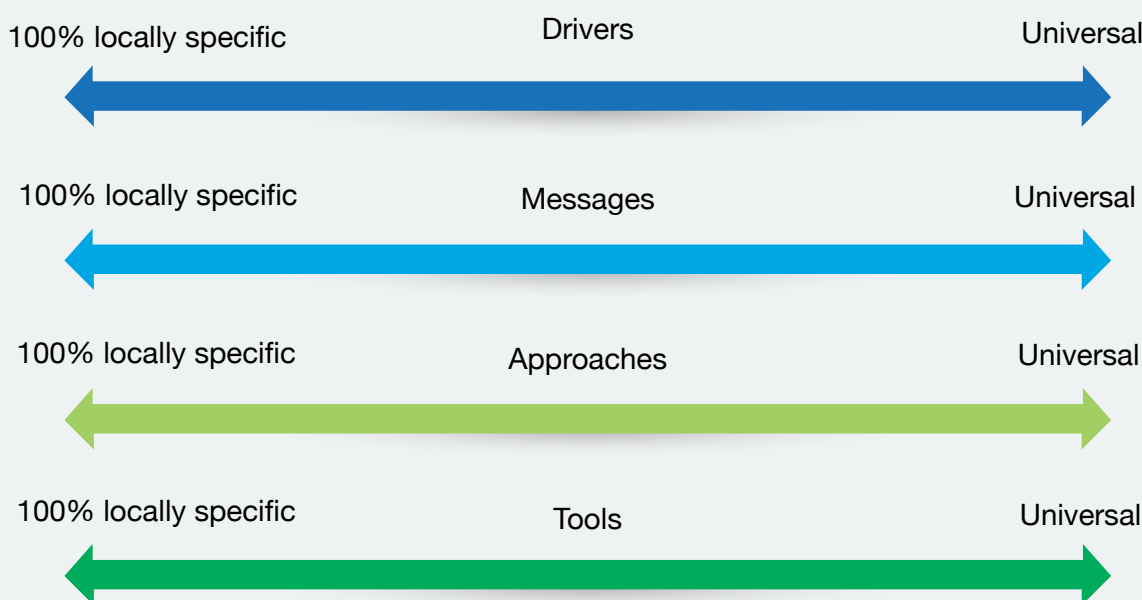 100% locally specific Drivers Universal
100% locally specific Messages Universal
100% locally specific Approaches Universal
100% locally specific Tools Universal